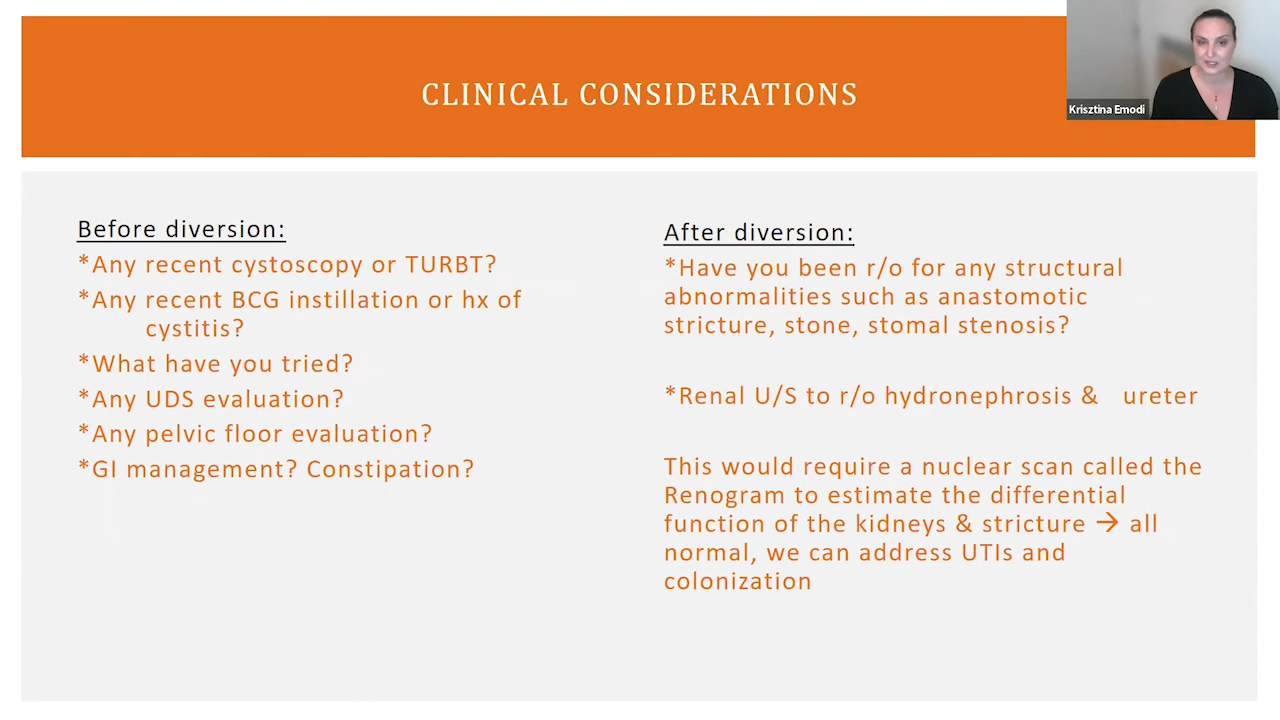 CLINICAL CONSIDERATIONS
Krisztina Emodi
Before diversion:
*Any recent cystoscopy or TURBT?
*Any recent BCG instillation or hx of
cystitis?
*What have you tried?
*Any UDS evaluation?
*Any pelvic floor evaluation?
*GI management? Constipation?
After diversion:
*Have you been r/o for any structural
abnormalities such as anastomotic
stricture, stone, stomal stenosis?
*Renal U/S to r/o hydronephrosis & ureter
This would require a nuclear scan called the
Renogram to estimate the differential
function of the kidneys & stricture → all
normal, we can address UTIs and
colonization